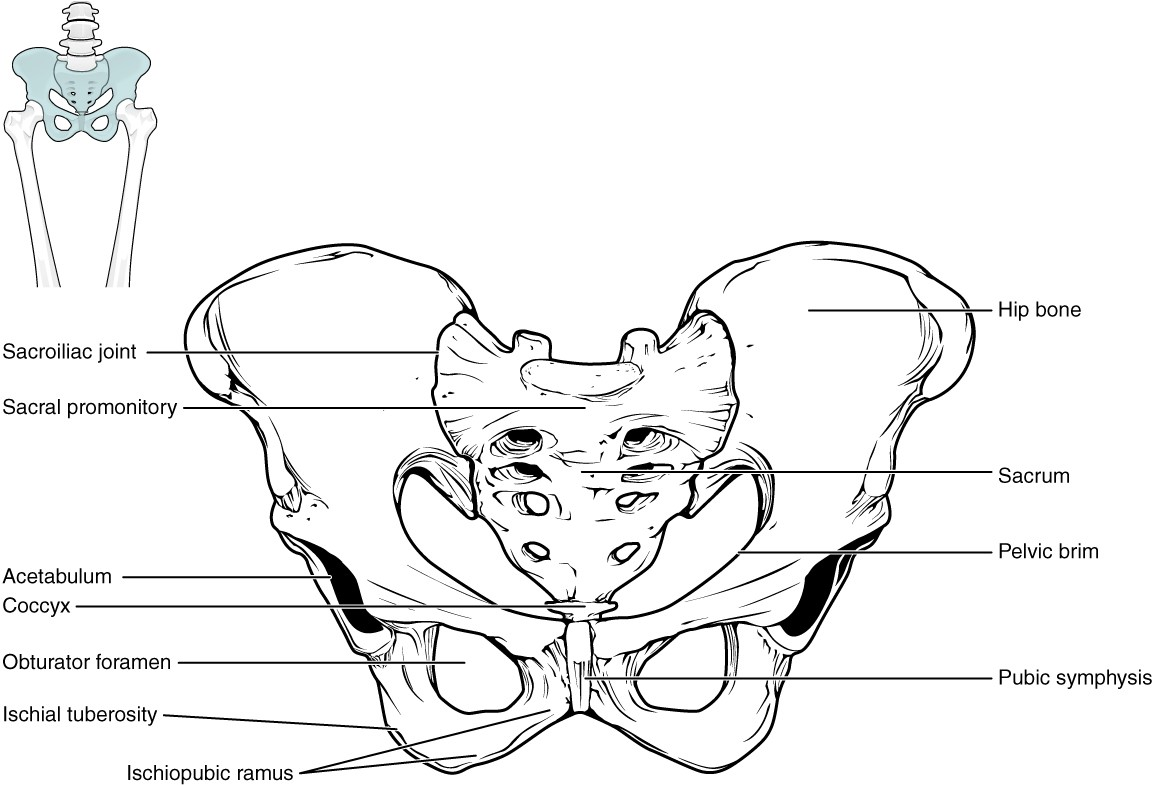 Hip bone
Sacroiliac joint
Sacral promonitory
Sacrum
Pelvic brim
Acetabulum
Coccyx
Obturator foramen
Pubic symphysis
Ischial tuberosity
Ischiopubic ramus